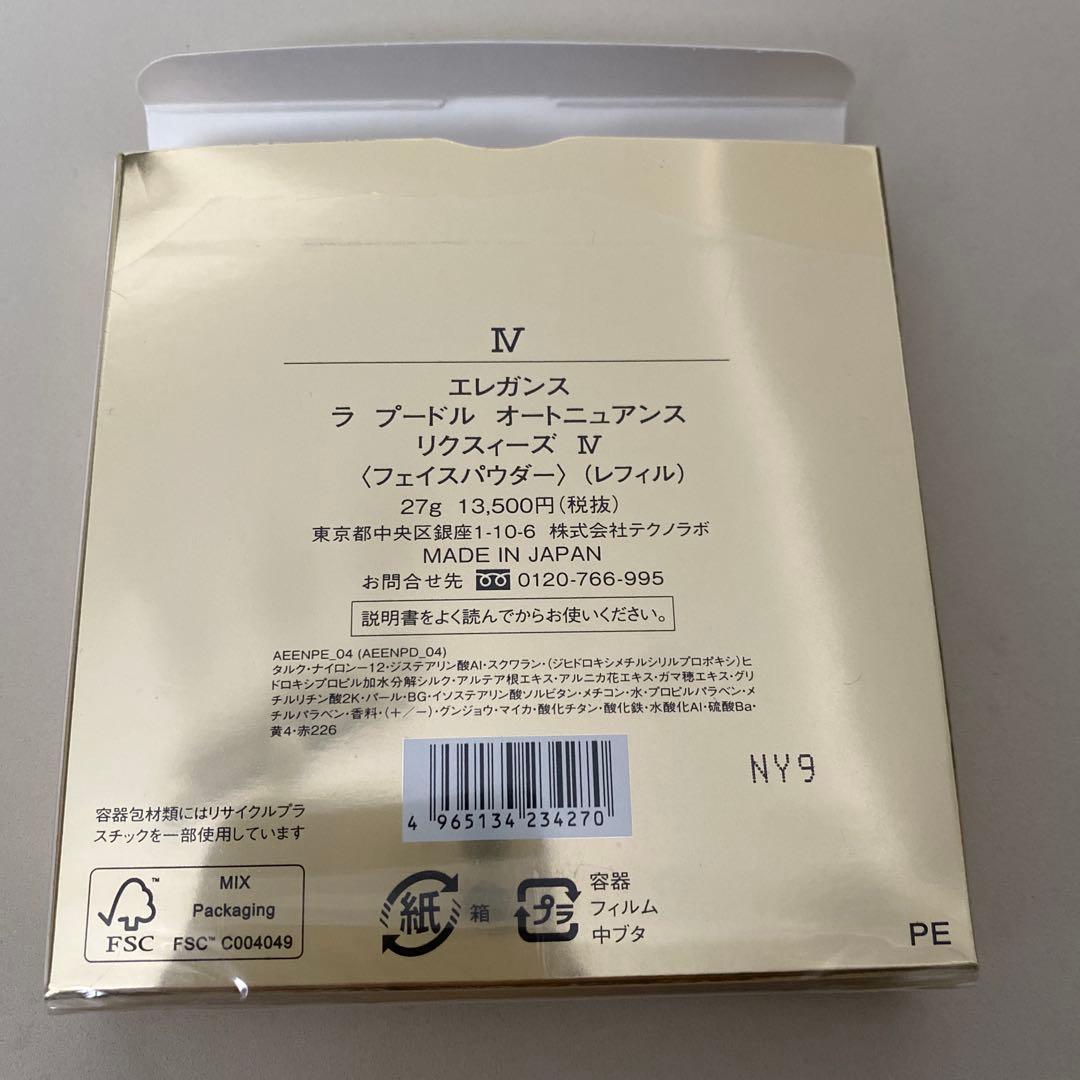 Ⅳ
エレガンス
ラ プードル オートニュアンス
リクスィーズ Ⅳ
〈フェイスパウダー〉(レフィル)
27g 13,500円(税抜)
東京都中央区銀座1-10-6 株式会社テクノラボ
MADE IN JAPAN
お問合せ先 0120-766-995
説明書をよく読んでからお使いください。
AEENPE_04 (AEENPD_04)
タルク・ナイロン-12・ジステアリン酸Al・スクワラン・(ジヒドロキシメチルシリルプロポキシ)ヒ
ドロキシプロピル加水分解シルク・アルテア根エキス・アルニカ花エキス・ガマ穂エキス・グリ
チルリチン酸2K・パール・BG・イソステアリン酸ソルビタン・メチコン・水・プロピルパラベン・メ
チルパラベン・香料・(+/-)・グンジョウ・マイカ・酸化チタン・酸化鉄・水酸化Al・硫酸Ba・
黄4・赤226
4 965134 234270
NY9
容器包材類にはリサイクルプラ
スチックを一部使用しています
FSC
MIX
Packaging
FSC™ C004049
紙 箱
プラ 容器
フィルム
中ブタ
PE